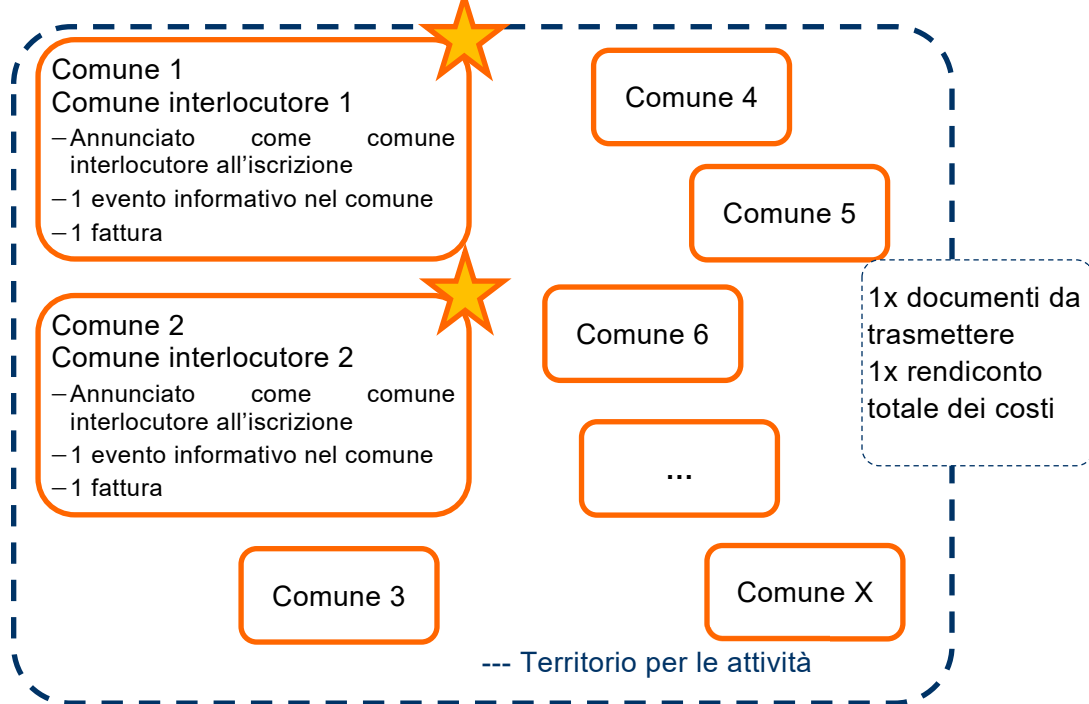 Comune 1
Comune interlocutore 1
–Annunciato come comune
interlocutore all’iscrizione
–1 evento informativo nel comune
–1 fattura
Comune 2
Comune interlocutore 2
–Annunciato come comune
interlocutore all’iscrizione
–1 evento informativo nel comune
–1 fattura
Comune 3
Comune 4
Comune 5
Comune 6
...
Comune X
1x documenti da
trasmettere
1x rendiconto
totale dei costi
--- Territorio per le attività